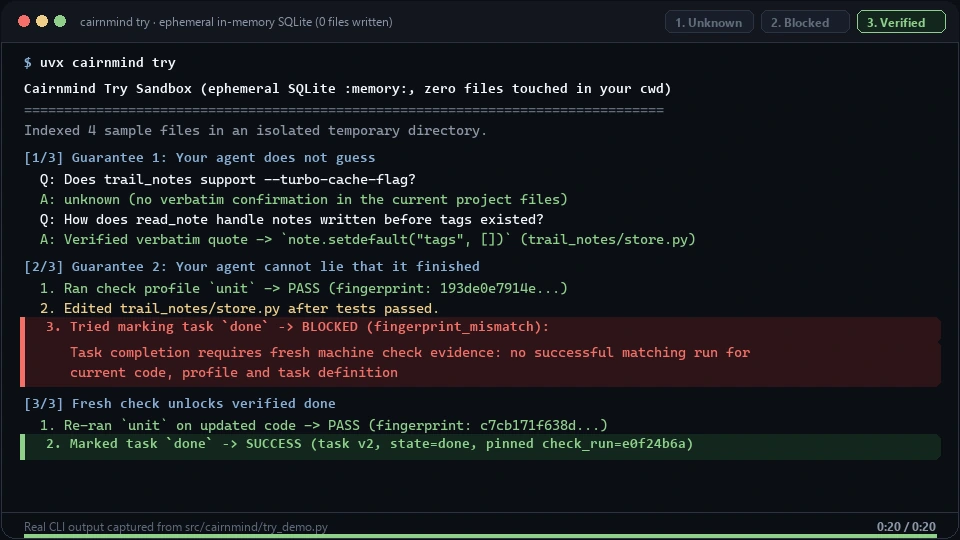 cairnmind try · ephemeral in-memory SQLite (0 files written)
1. Unknown
2. Blocked
3. Verified
$ uvx cairnmind try
Cairnmind Try Sandbox (ephemeral SQLite :memory:, zero files touched in your cwd)
================================================================================
Indexed 4 sample files in an isolated temporary directory.
[1/3] Guarantee 1: Your agent does not guess
Q: Does trail_notes support --turbo-cache-flag?
A: unknown (no verbatim confirmation in the current project files)
Q: How does read_note handle notes written before tags existed?
A: Verified verbatim quote -> `note.setdefault("tags", [])` (trail_notes/store.py)
[2/3] Guarantee 2: Your agent cannot lie that it finished
1. Ran check profile `unit` -> PASS (fingerprint: 193de0e7914e...)
2. Edited trail_notes/store.py after tests passed.
3. Tried marking task `done` -> BLOCKED (fingerprint_mismatch):
Task completion requires fresh machine check evidence: no successful matching run for
current code, profile and task definition
[3/3] Fresh check unlocks verified done
1. Re-ran `unit` on updated code -> PASS (fingerprint: c7cb171f638d...)
2. Marked task `done` -> SUCCESS (task v2, state=done, pinned check_run=e0f24b6a)
Real CLI output captured from src/cairnmind/try_demo.py
0:20 / 0:20